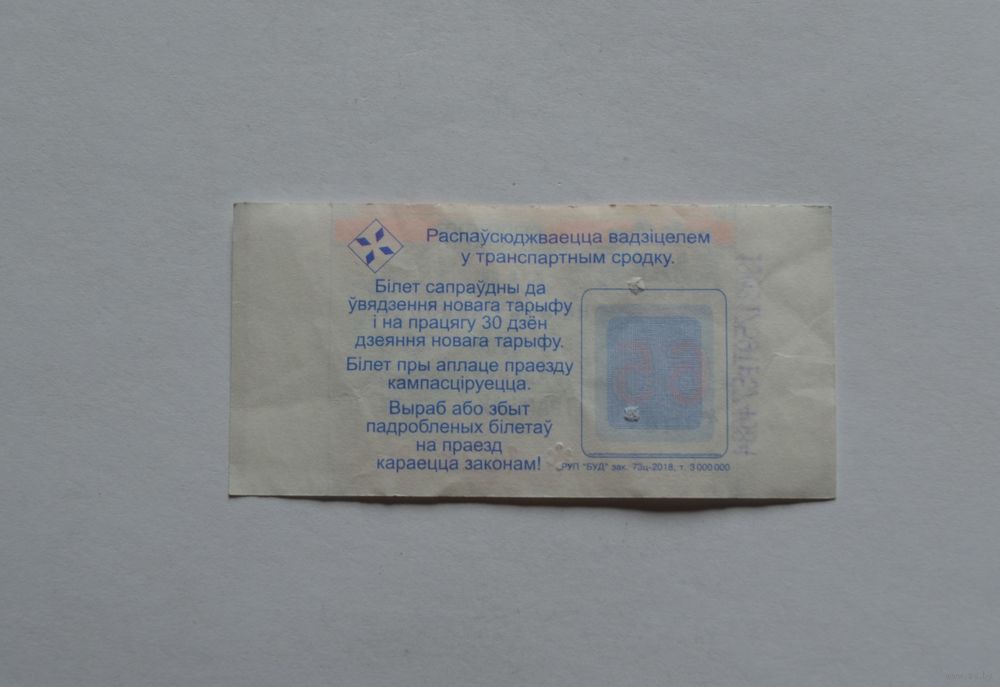 Распаўсюджваецца вадзіцелем
у транспартным сродку.
Білет сапраўдны да
ўвядзення новага тарыфу
і на працягу 30 дзён
дзеяння новага тарыфу.
Білет пры аплаце праезду
кампасціруецца.
Выраб або збыт
падробленых білетаў
на праезд
караецца законам!
РУП "БУД" зак. 73ц-2018, т. 3 000 000